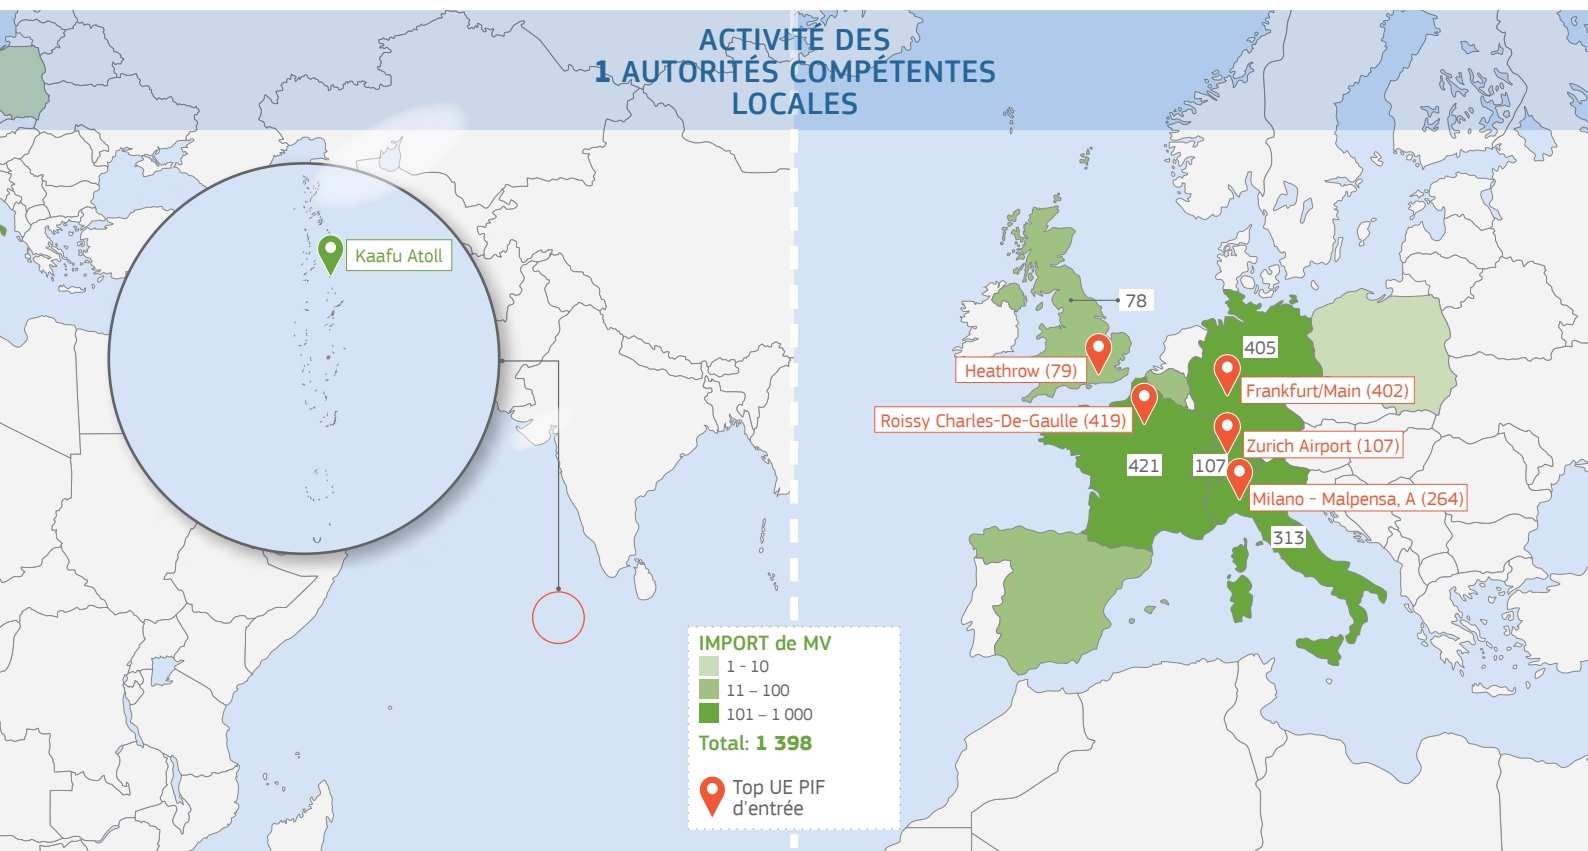 ACTIVITÉ DES
1 AUTORITÉS COMPÉTENTES
LOCALES
Kaafu Atoll
78
405
Heathrow (79)
Frankfurt/Main (402)
Roissy Charles-De-Gaulle (419)
Zurich Airport (107)
421
107
Milano - Malpensa, A (264)
313
IMPORT de MV
1 - 10
11 – 100
101 – 1 000
Total: 1 398
Top UE PIF
d'entrée